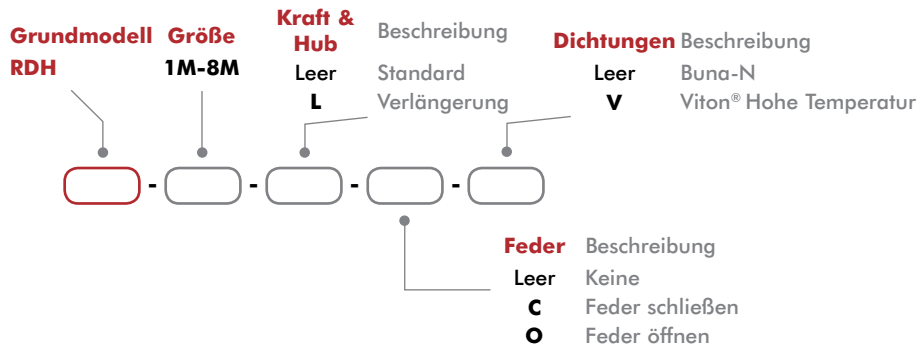 Grundmodell
RDH
Größe
1M-8M
Kraft &
Hub Beschreibung
Leer Standard
L Verlängerung
Dichtungen Beschreibung
Leer Buna-N
V Viton® Hohe Temperatur
- - - -
Feder Beschreibung
Leer Keine
C Feder schließen
O Feder öffnen